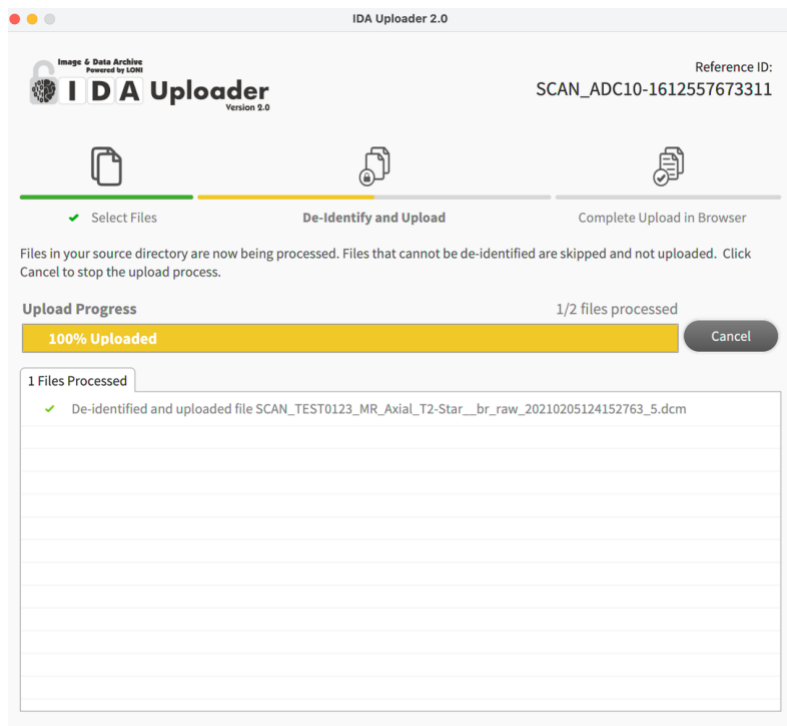 IDA Uploader 2.0
Image & Data Archive
Powered by LONI
IDA Uploader
Version 2.0
Reference ID:
SCAN_ADC10-1612557673311
Select Files
De-Identify and Upload
Complete Upload in Browser
Files in your source directory are now being processed. Files that cannot be de-identified are skipped and not uploaded.  Click
Cancel to stop the upload process.
Upload Progress
1/2 files processed
100% Uploaded
Cancel
1 Files Processed
De-identified and uploaded file SCAN_TEST0123_MR_Axial_T2-Star__br_raw_20210205124152763_5.dcm